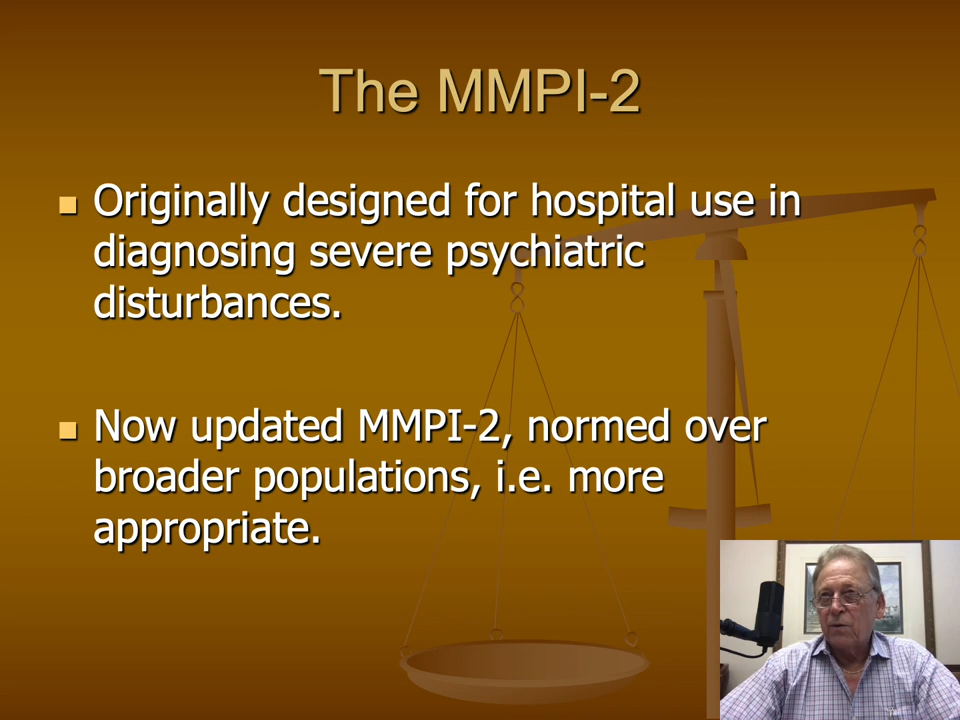 The MMPI-2
Originally designed for hospital use in
diagnosing severe psychiatric
disturbances.
Now updated MMPI-2, normed over
broader populations, i.e. more
appropriate.